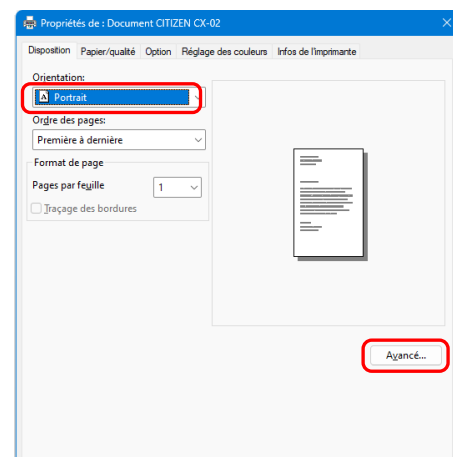 Propriétés de : Document CITIZEN CX-02
Disposition Papier/qualité Option Réglage des couleurs Infos de l'imprimante
Orientation:
Portrait
Ordre des pages:
Première à dernière
Format de page
Pages par feuille 1
Traçage des bordures
Avancé...